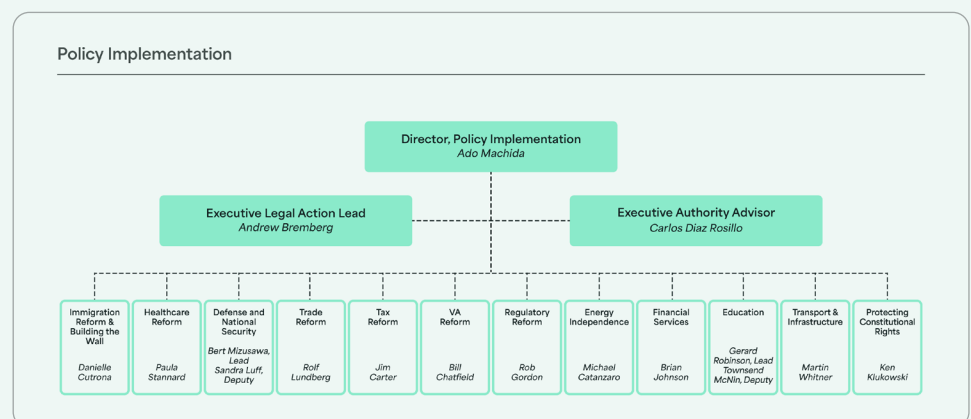 Policy Implementation
Director, Policy Implementation
Ado Machida
Executive Legal Action Lead
Andrew Bremberg
Executive Authority Advisor
Carlos Diaz Rosillo
Immigration
Reform &
Building the
Wall
Danielle
Cutrona
Healthcare
Reform
Paula
Stannard
Defense and
National
Security
Bert Mizusawa,
Lead
Sandra Luff,
Deputy
Trade
Reform
Rolf
Lundberg
Tax
Reform
Jim
Carter
VA
Reform
Bill
Chatfield
Regulatory
Reform
Rob
Gordon
Energy
Independence
Michael
Catanzaro
Financial
Services
Brian
Johnson
Education
Gerard
Robinson, Lead
Townsend
McNin, Deputy
Transport &
Infrastructure
Martin
Whitner
Protecting
Constitutional
Rights
Ken
Klukowski